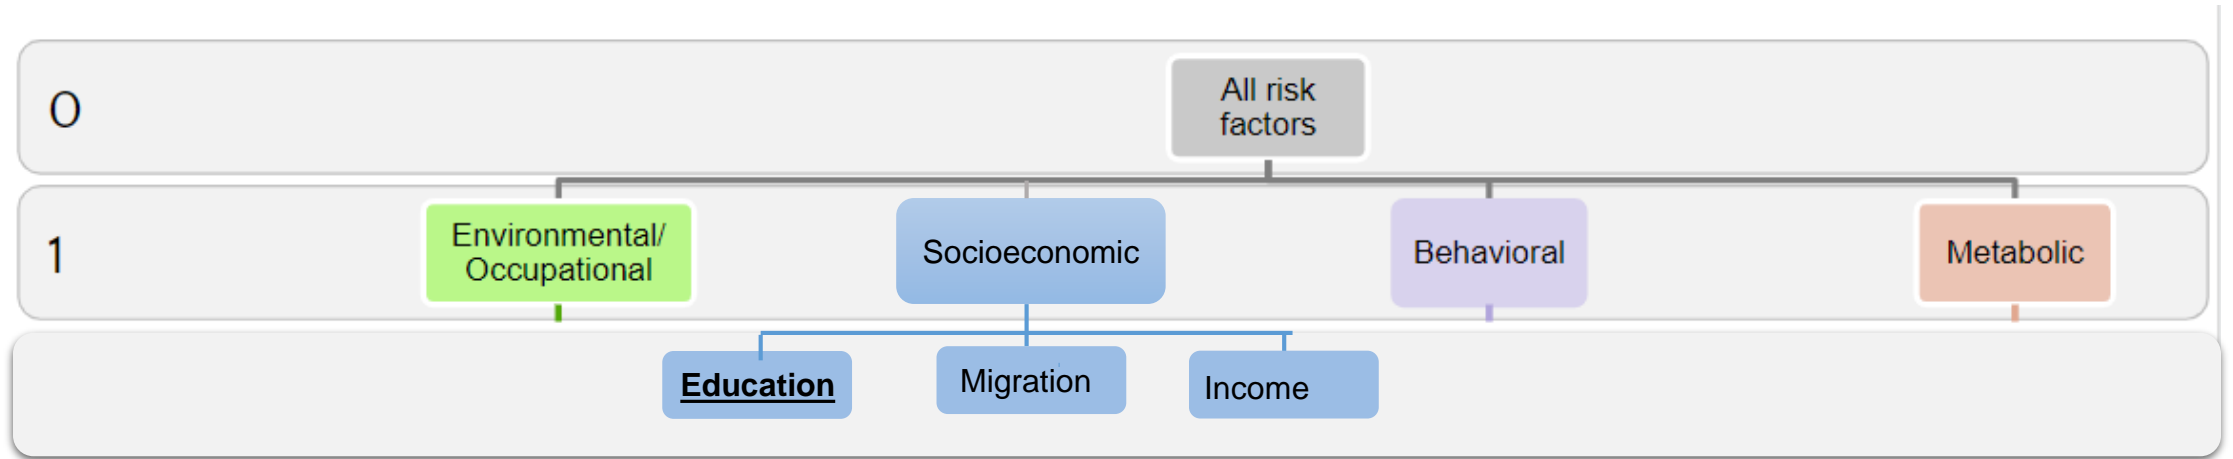 0
All risk
factors
1
Environmental/
Occupational
Socioeconomic
Behavioral
Metabolic
Education
Migration
Income